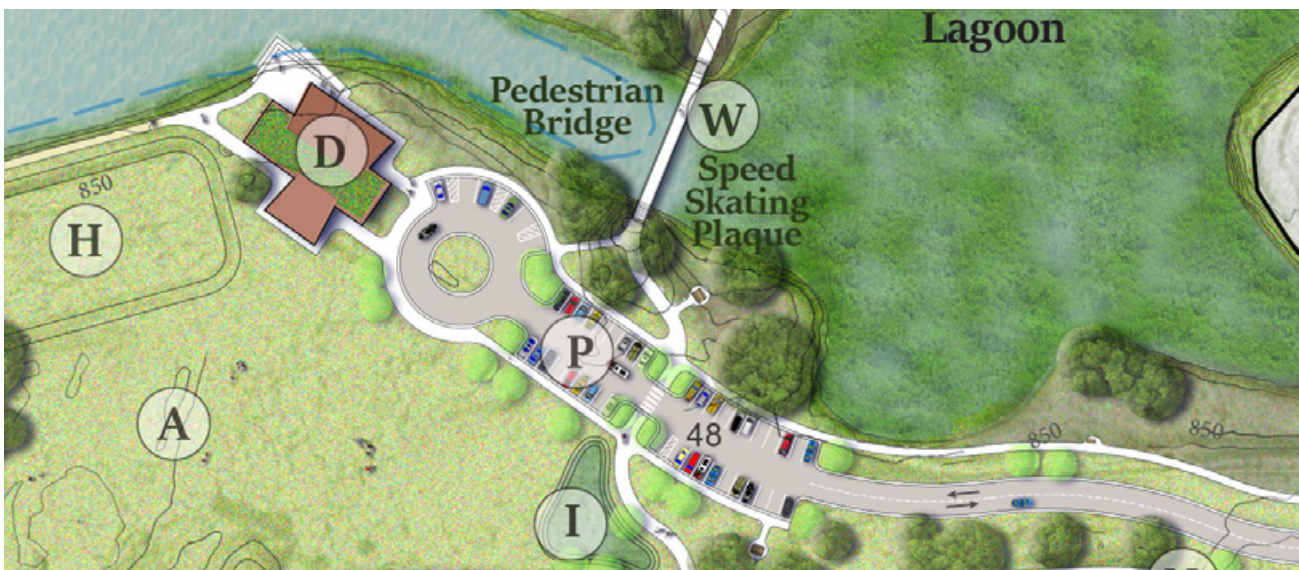 Lagoon
Pedestrian
Bridge
W
D
Speed
Skating
Plaque
850
H
P
A
48
850
850
I